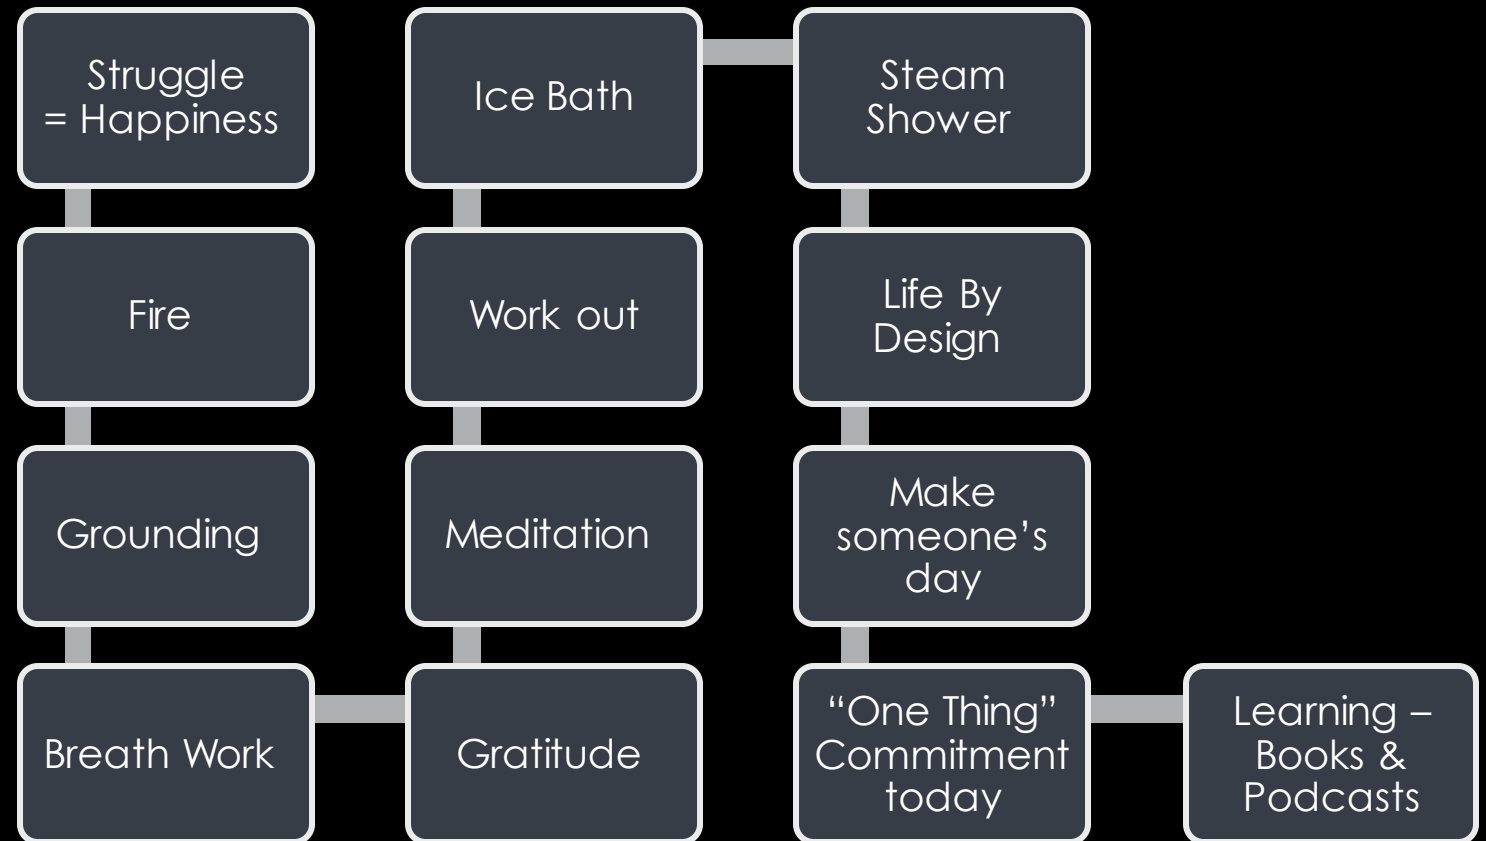 Struggle
= Happiness
Fire
Grounding
Breath Work
Gratitude
Meditation
Work out
Ice Bath
Steam
Shower
Life By
Design
Make
someone’s
day
“One Thing”
Commitment
today
Learning –
Books &
Podcasts